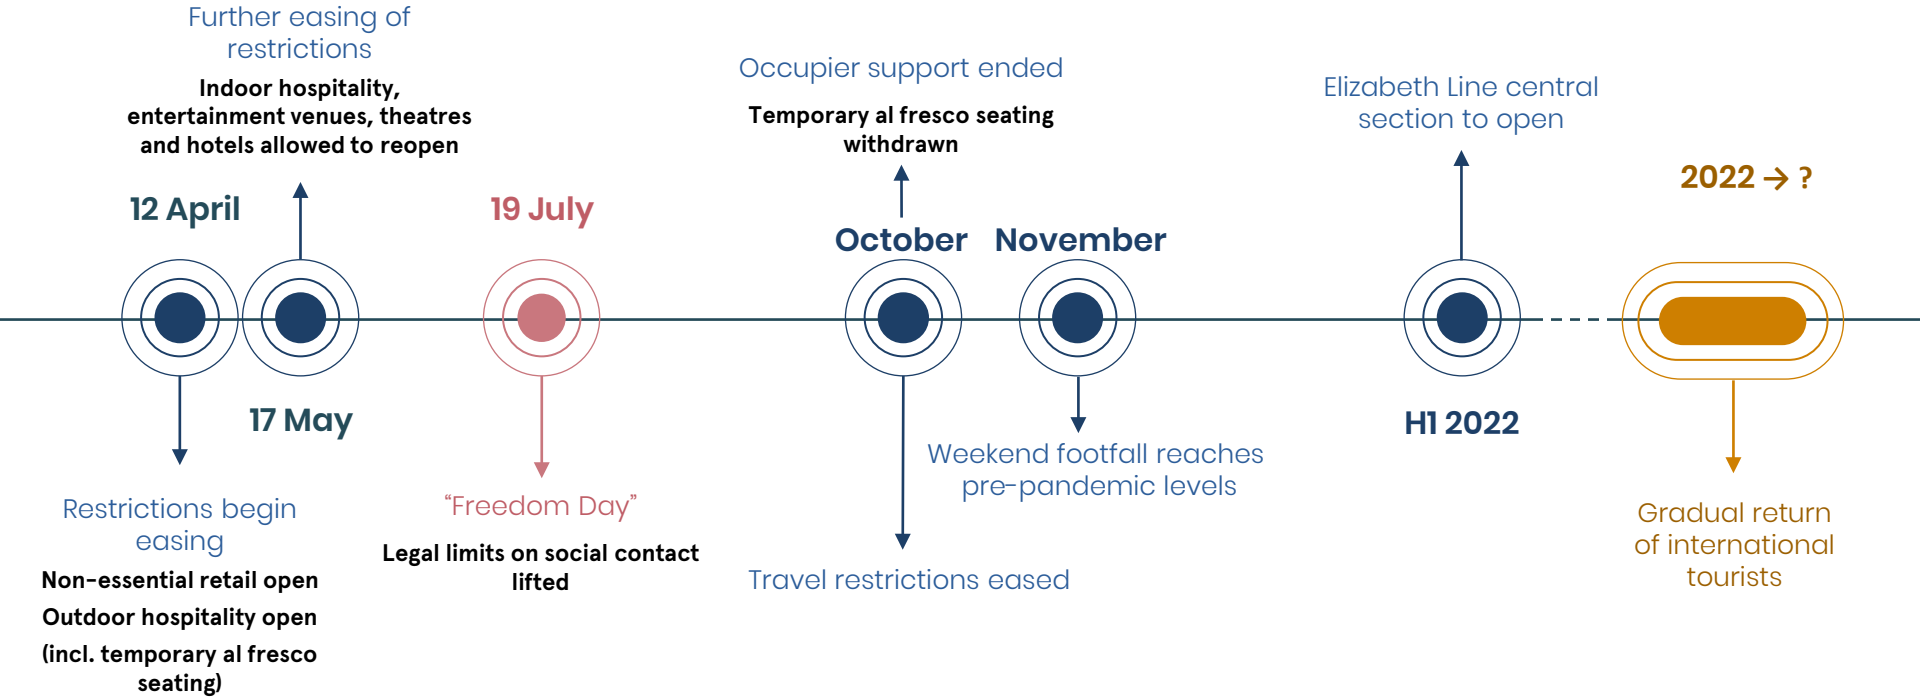 Further easing of
restrictions
Indoor hospitality,
entertainment venues, theatres
and hotels allowed to reopen
12 April
Restrictions begin
easing
Non-essential retail open
Outdoor hospitality open
(incl. temporary al fresco
seating)
17 May
19 July
“Freedom Day”
Legal limits on social contact
lifted
Occupier support ended
Temporary al fresco seating
withdrawn
October
Travel restrictions eased
November
Weekend footfall reaches
pre-pandemic levels
Elizabeth Line central
section to open
H1 2022
2022 → ?
Gradual return
of international
tourists